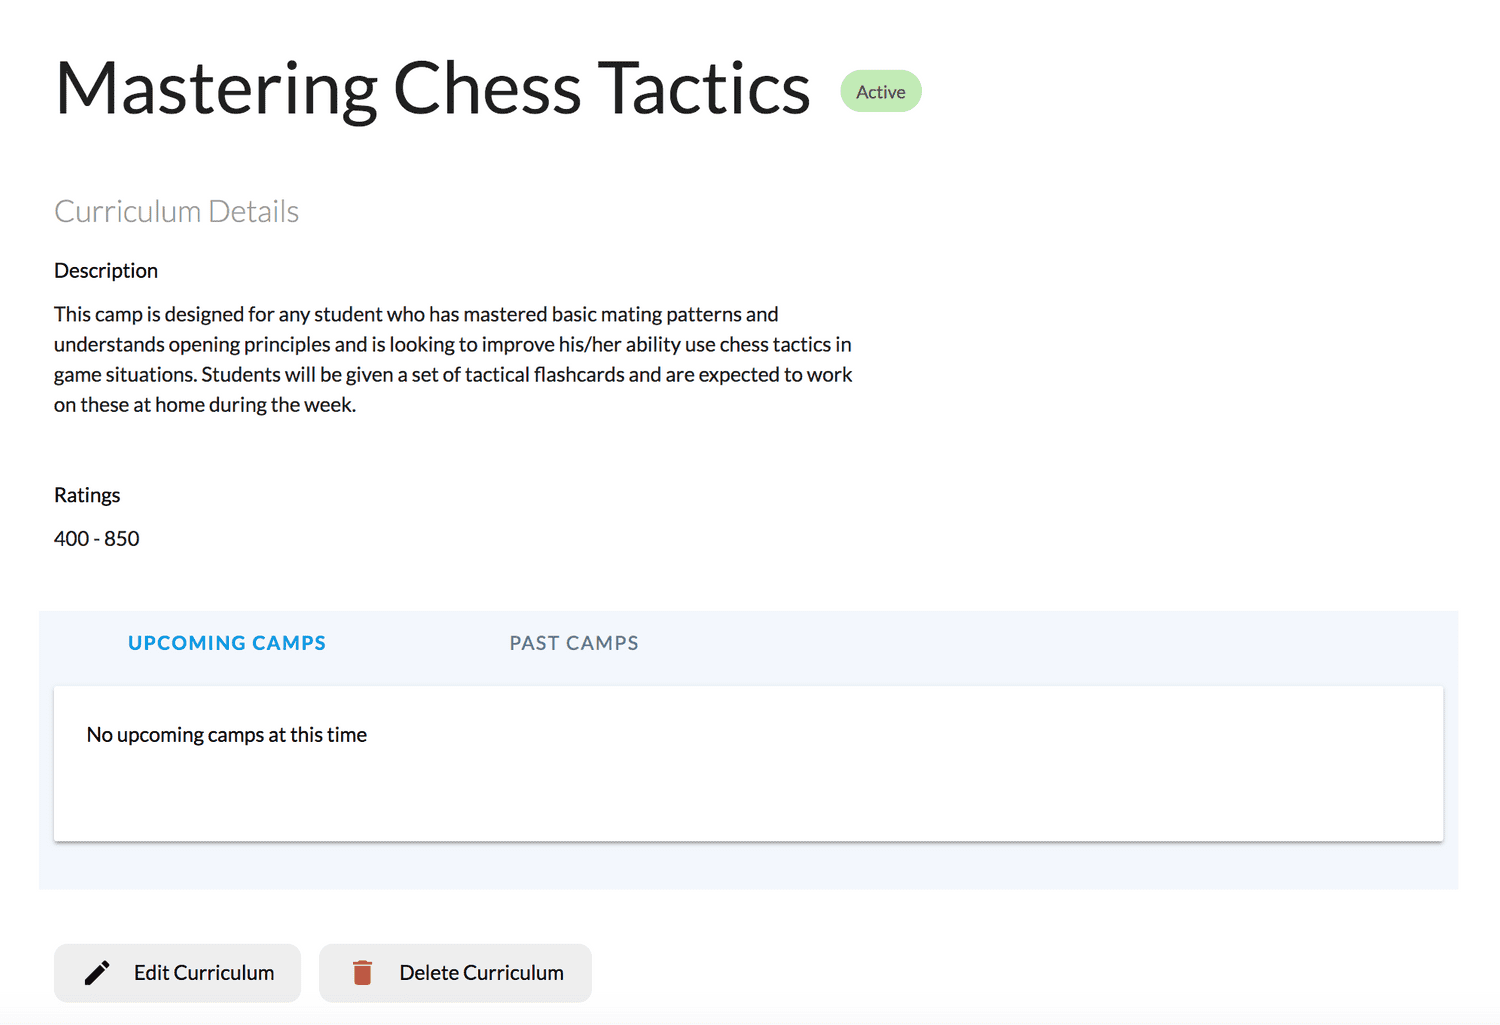 Mastering Chess Tactics Active
Curriculum Details
Description
This camp is designed for any student who has mastered basic mating patterns and
understands opening principles and is looking to improve his/her ability use chess tactics in
game situations. Students will be given a set of tactical flashcards and are expected to work
on these at home during the week.
Ratings
400 - 850
UPCOMING CAMPS PAST CAMPS
No upcoming camps at this time
Edit Curriculum Delete Curriculum